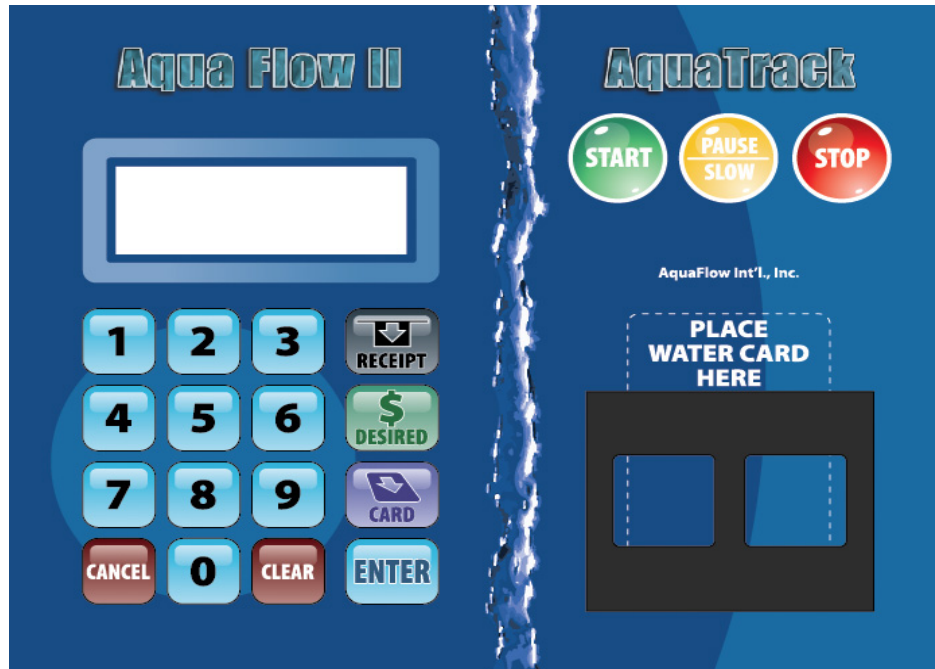 Aqua Flow II
1 2 3 RECEIPT
4 5 6 $ DESIRED
7 8 9 CARD
CANCEL 0 CLEAR ENTER
AquaTrack
START PAUSE SLOW STOP
AquaFlow Int'l., Inc.
PLACE
WATER CARD
HERE